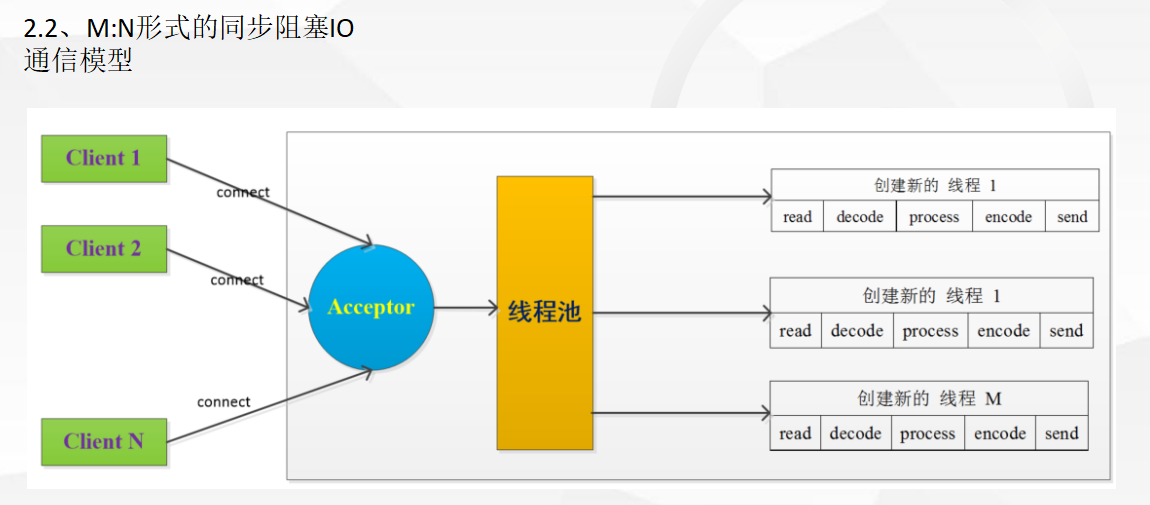 2.2、M:N形式的同步阻塞IO
通信模型
Client 1
connect
Client 2
connect
Client N
connect
Acceptor
线程池
创建新的 线程 1
read decode process encode send
创建新的 线程 1
read decode process encode send
创建新的 线程 M
read decode process encode send